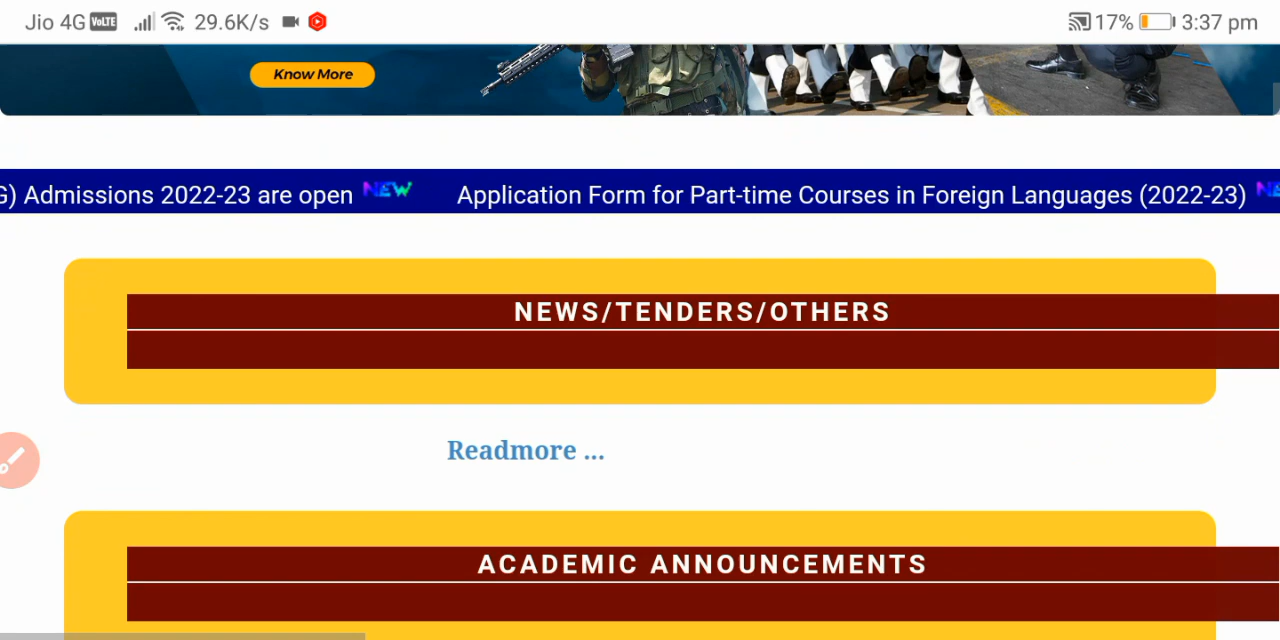 Jio 4G VoLTE 29.6K/s 17% 3:37 pm
Know More
G) Admissions 2022-23 are open NEW Application Form for Part-time Courses in Foreign Languages (2022-23)
NEWS/TENDERS/OTHERS
Readmore ...
ACADEMIC ANNOUNCEMENTS